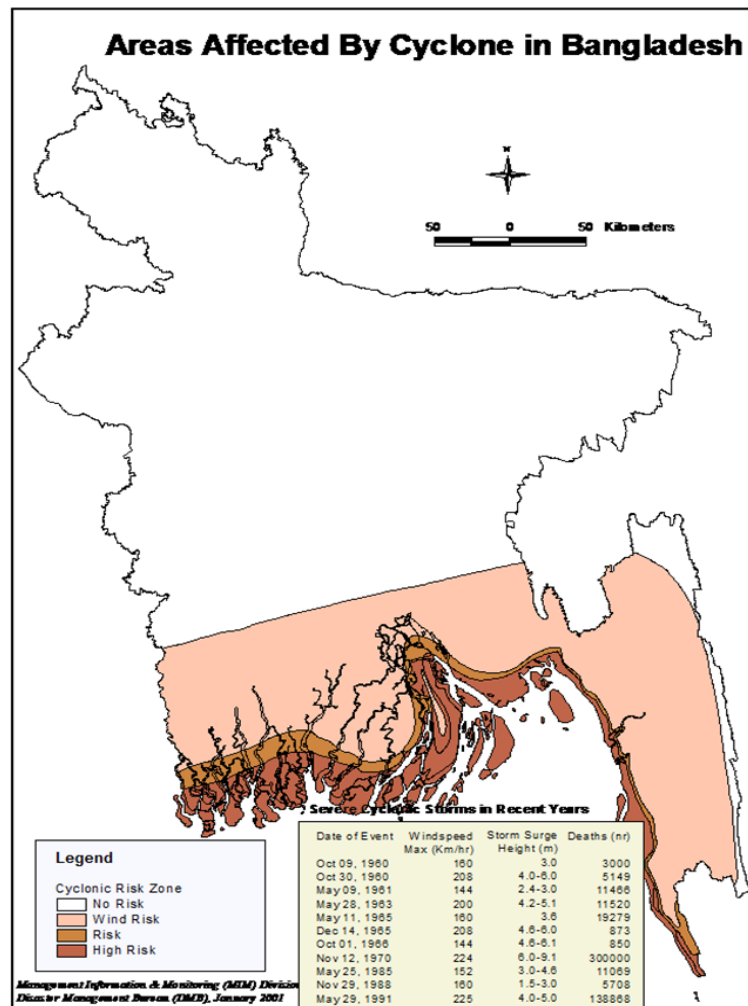 Areas Affected By Cyclone in Bangladesh
N
50 0 50 Kilometers
Severe Cyclonic Storms in Recent Years
Date of Event Windspeed Max (Km/hr) Storm Surge Height (m) Deaths (nr)
Oct 09, 1960 160 3.0 3000
Oct 30, 1960 208 4.0-6.0 5149
May 09, 1961 144 2.4-3.0 11466
May 28, 1963 200 4.2-5.1 11520
May 11, 1965 160 3.6 19279
Dec 14, 1965 208 4.6-6.0 873
Oct 01, 1966 144 4.6-6.1 850
Nov 12, 1970 224 6.0-9.1 300000
May 25, 1985 152 3.0-4.6 11069
Nov 29, 1988 160 1.5-3.0 5708
May 29, 1991 225 4.0-5.0 138868
Legend
Cyclonic Risk Zone
No Risk
Wind Risk
Risk
High Risk
Management Information & Monitoring (MIM) Division
Disaster Management Bureau (DMB), January 2001